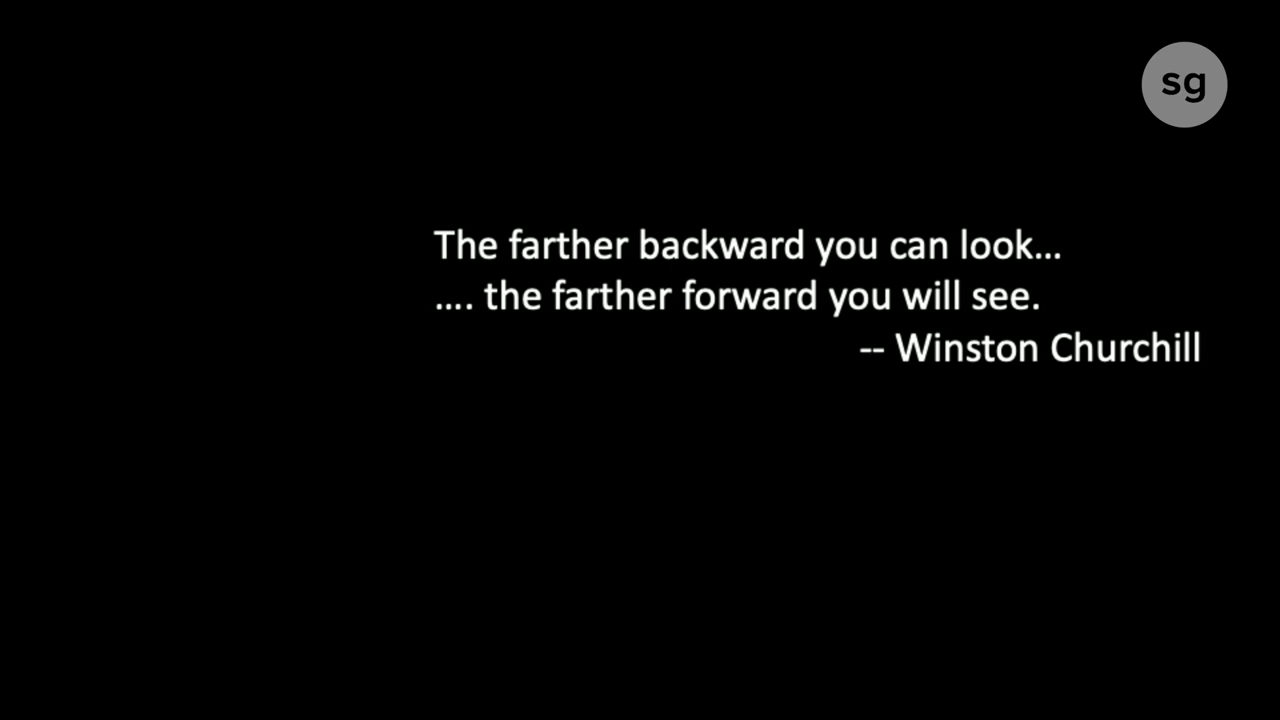 sg
The farther backward you can look...
.... the farther forward you will see.
-- Winston Churchill